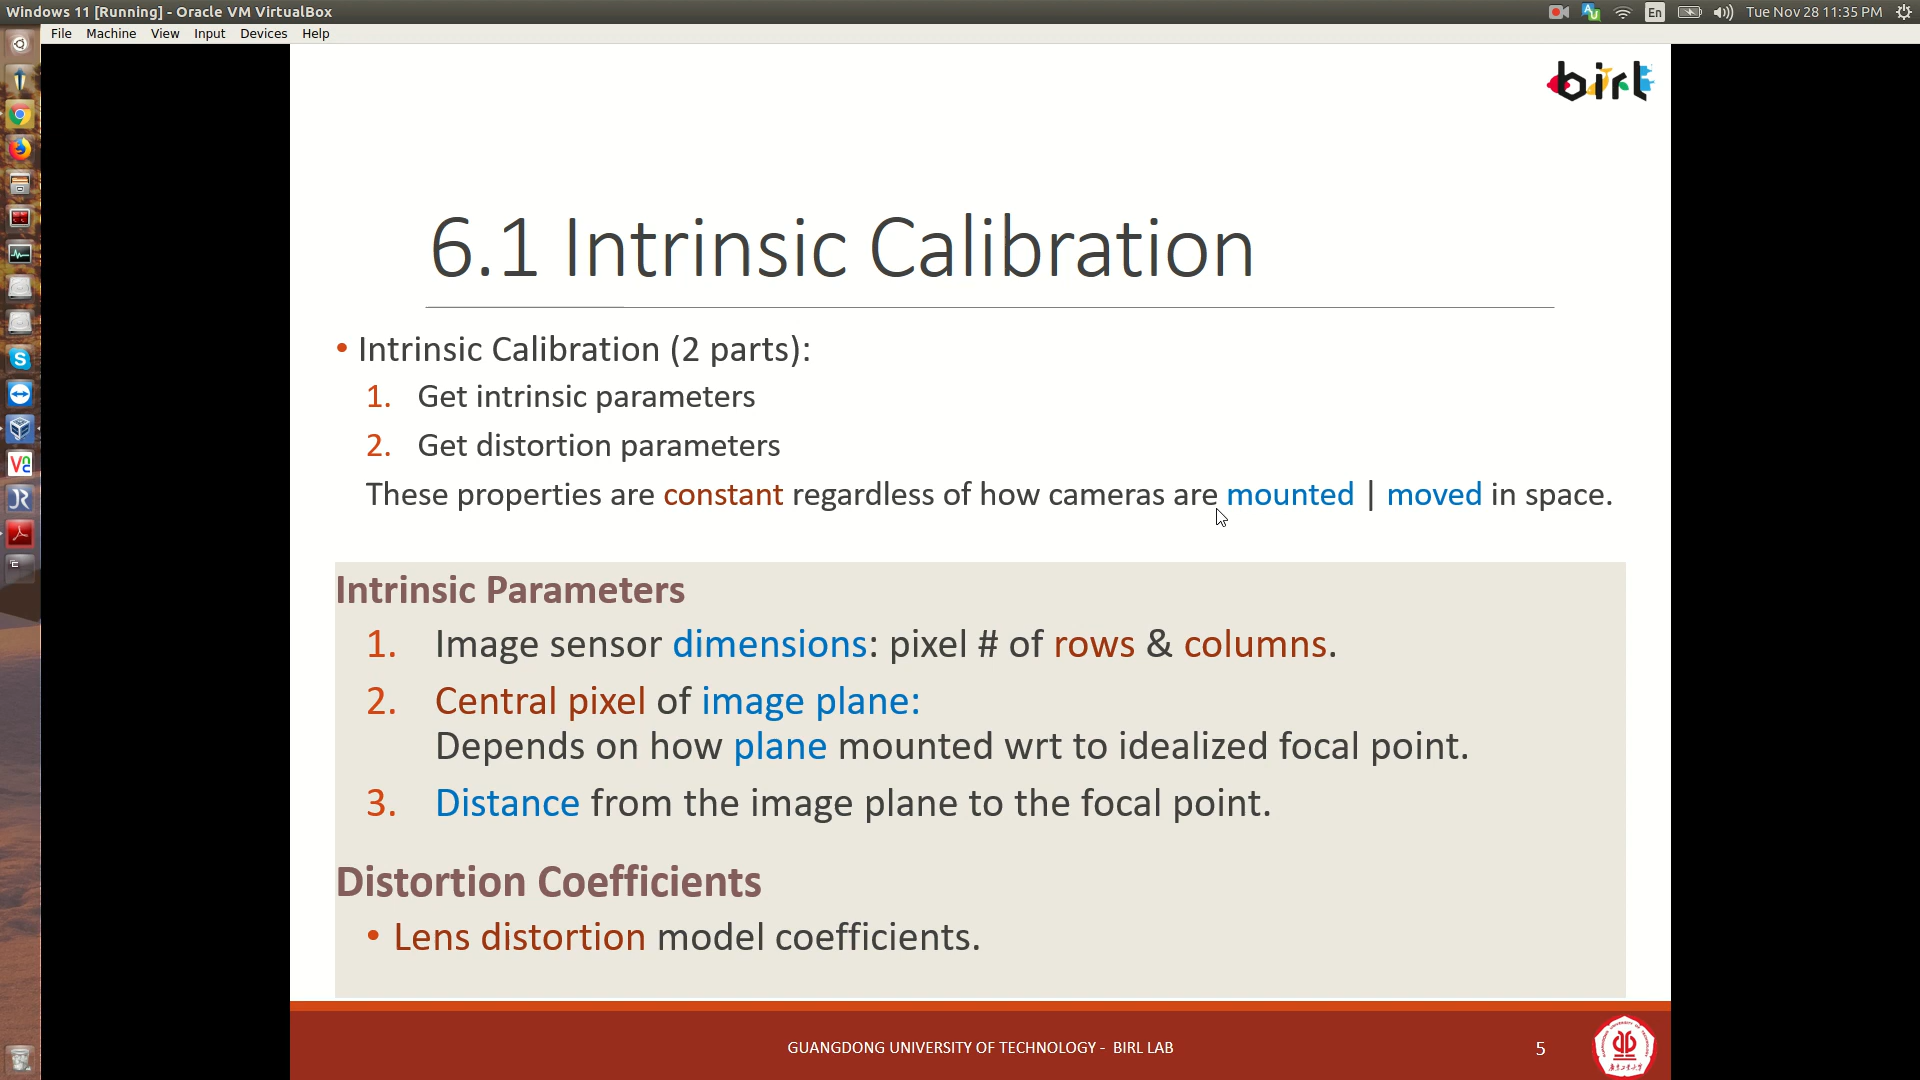 Windows 11 [Running] - Oracle VM VirtualBox
En
Tue Nov 28 11:35 PM
File Machine View Input Devices Help
birl
6.1 Intrinsic Calibration
• Intrinsic Calibration (2 parts):
1. Get intrinsic parameters
2. Get distortion parameters
These properties are constant regardless of how cameras are mounted | moved in space.
Intrinsic Parameters
1. Image sensor dimensions: pixel # of rows & columns.
2. Central pixel of image plane:
Depends on how plane mounted wrt to idealized focal point.
3. Distance from the image plane to the focal point.
Distortion Coefficients
• Lens distortion model coefficients.
GUANGDONG UNIVERSITY OF TECHNOLOGY - BIRL LAB
5